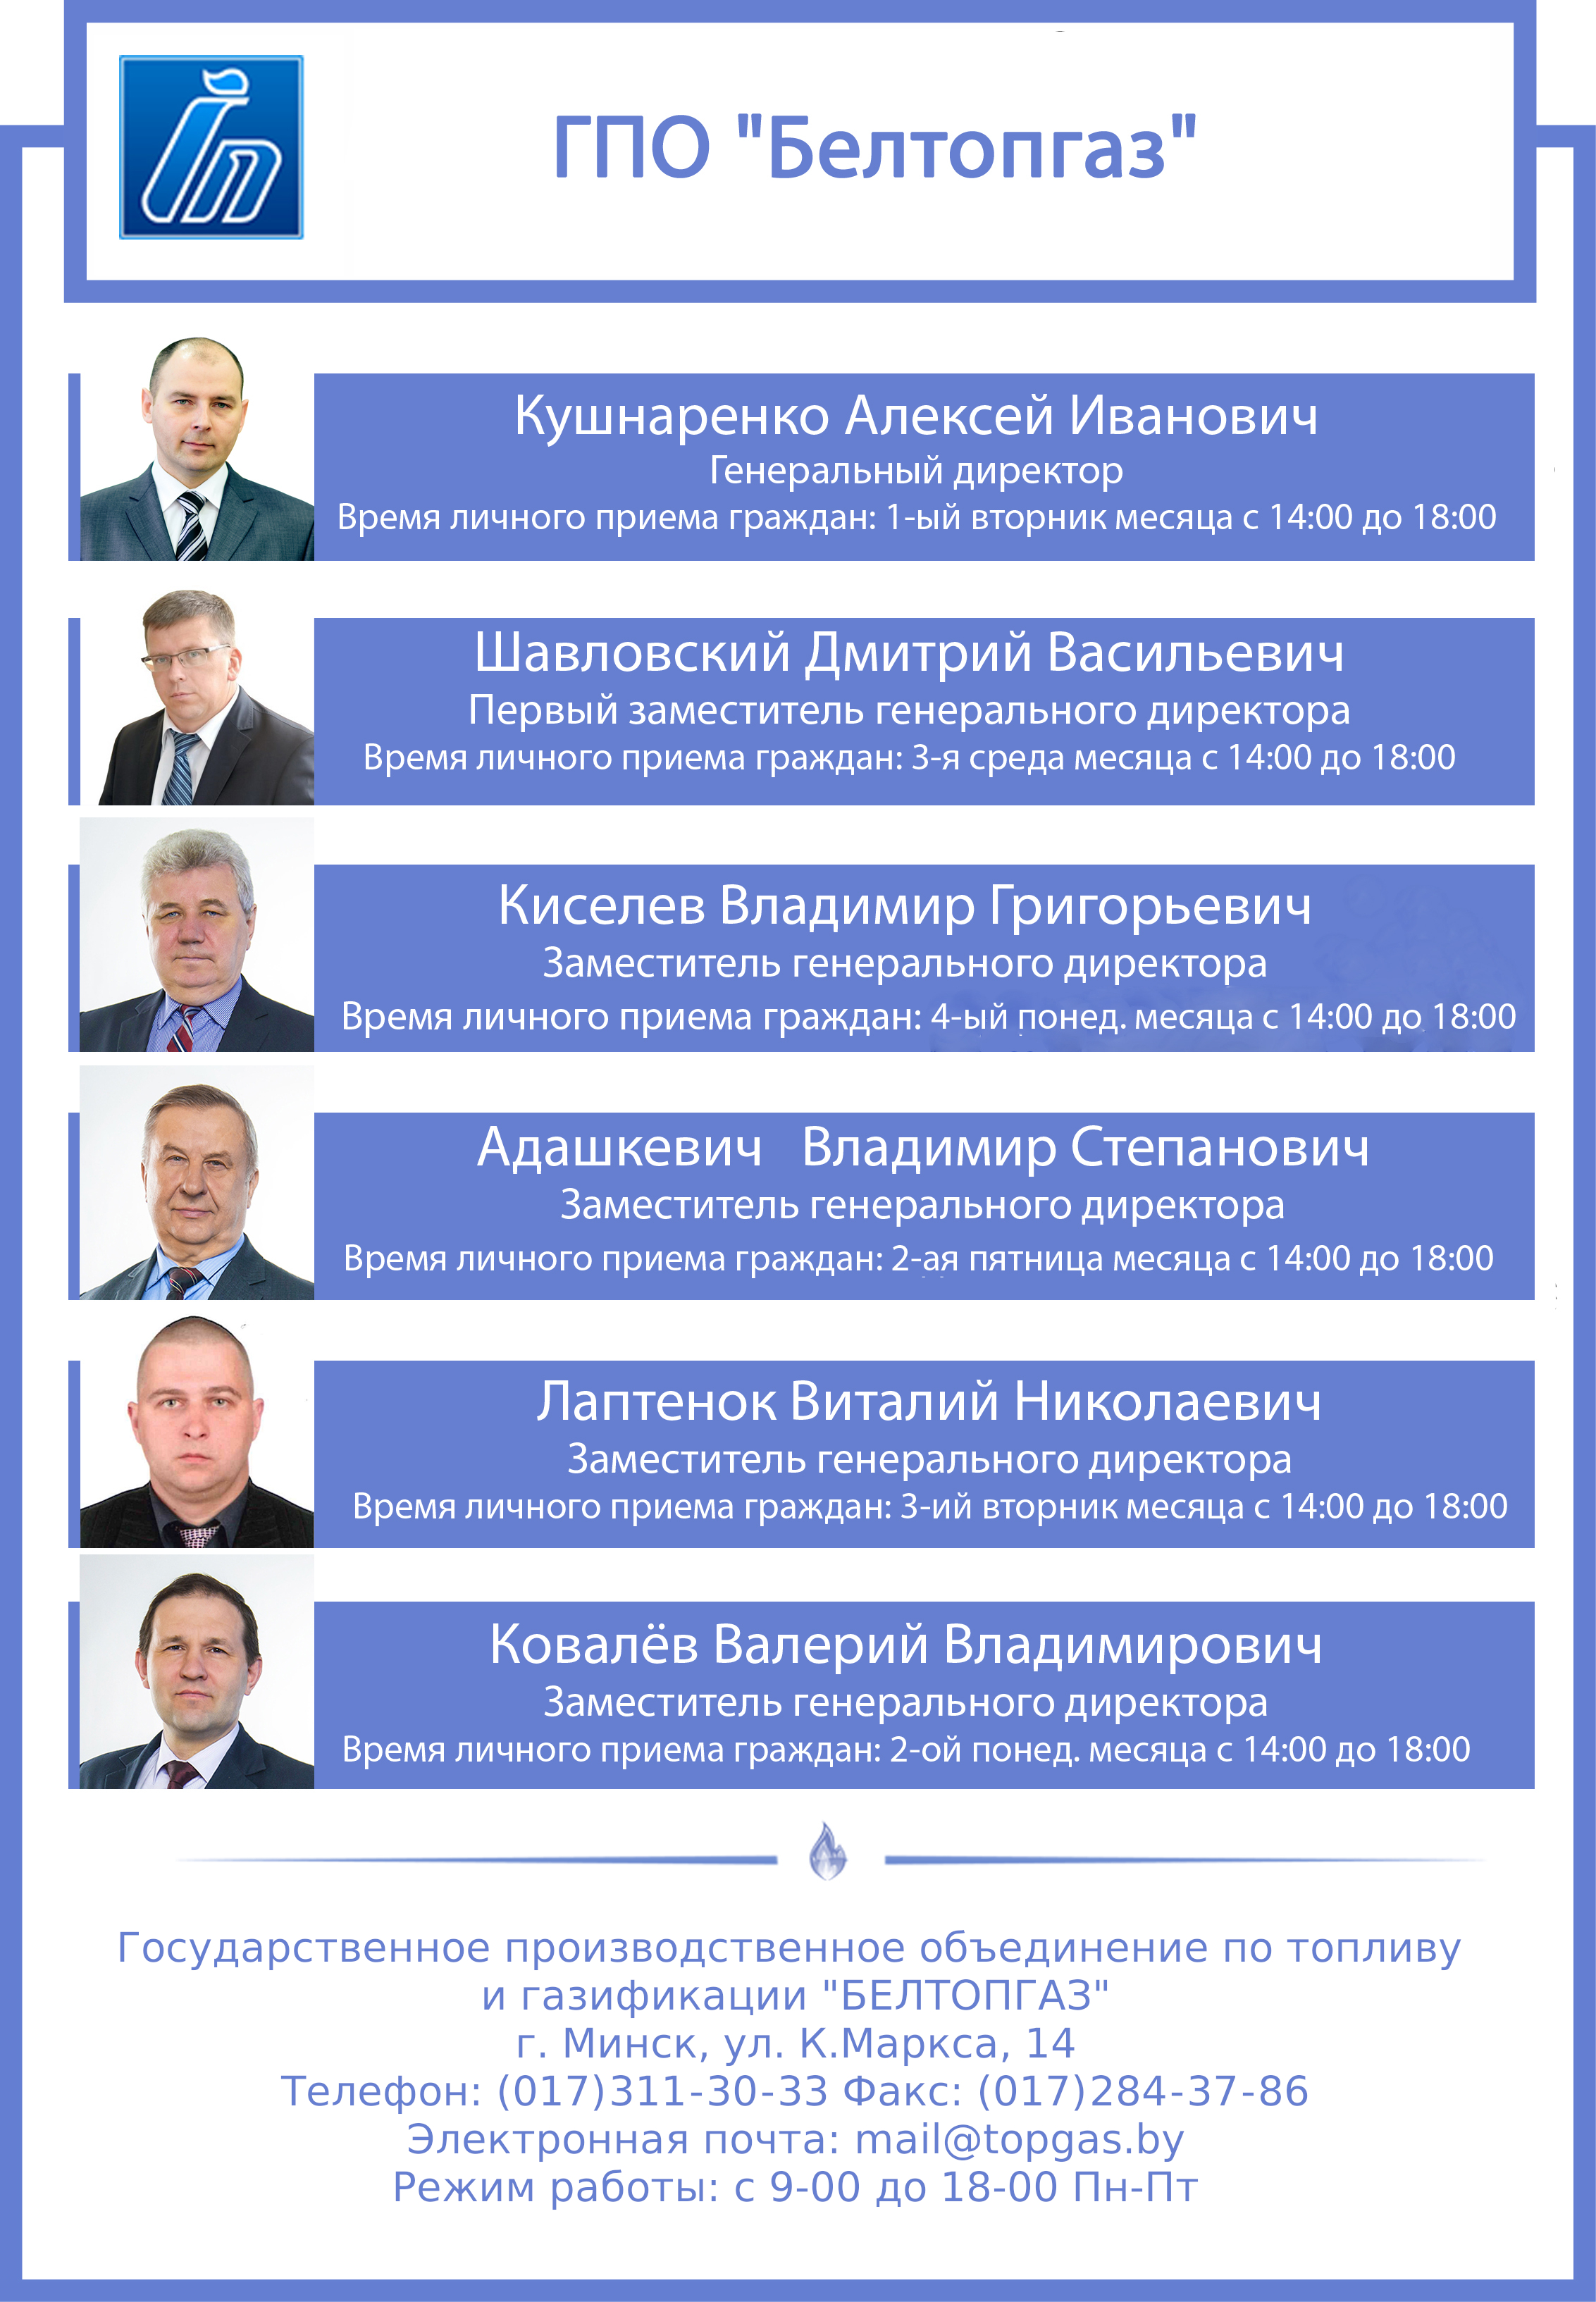 ГПО "Белтопгаз"
Кушнаренко Алексей Иванович
Генеральный директор
Время личного приема граждан: 1-ый вторник месяца с 14:00 до 18:00
Шавловский Дмитрий Васильевич
Первый заместитель генерального директора
Время личного приема граждан: 3-я среда месяца с 14:00 до 18:00
Киселев Владимир Григорьевич
Заместитель генерального директора
Время личного приема граждан: 4-ый понед. месяца с 14:00 до 18:00
Адашкевич Владимир Степанович
Заместитель генерального директора
Время личного приема граждан: 2-ая пятница месяца с 14:00 до 18:00
Лаптенок Виталий Николаевич
Заместитель генерального директора
Время личного приема граждан: 3-ий вторник месяца с 14:00 до 18:00
Ковалёв Валерий Владимирович
Заместитель генерального директора
Время личного приема граждан: 2-ой понед. месяца с 14:00 до 18:00
Государственное производственное объединение по топливу
и газификации "БЕЛТОПГАЗ"
г. Минск, ул. К.Маркса, 14
Телефон: (017)311-30-33 Факс: (017)284-37-86
Электронная почта: mail@topgas.by
Режим работы: с 9-00 до 18-00 Пн-Пт